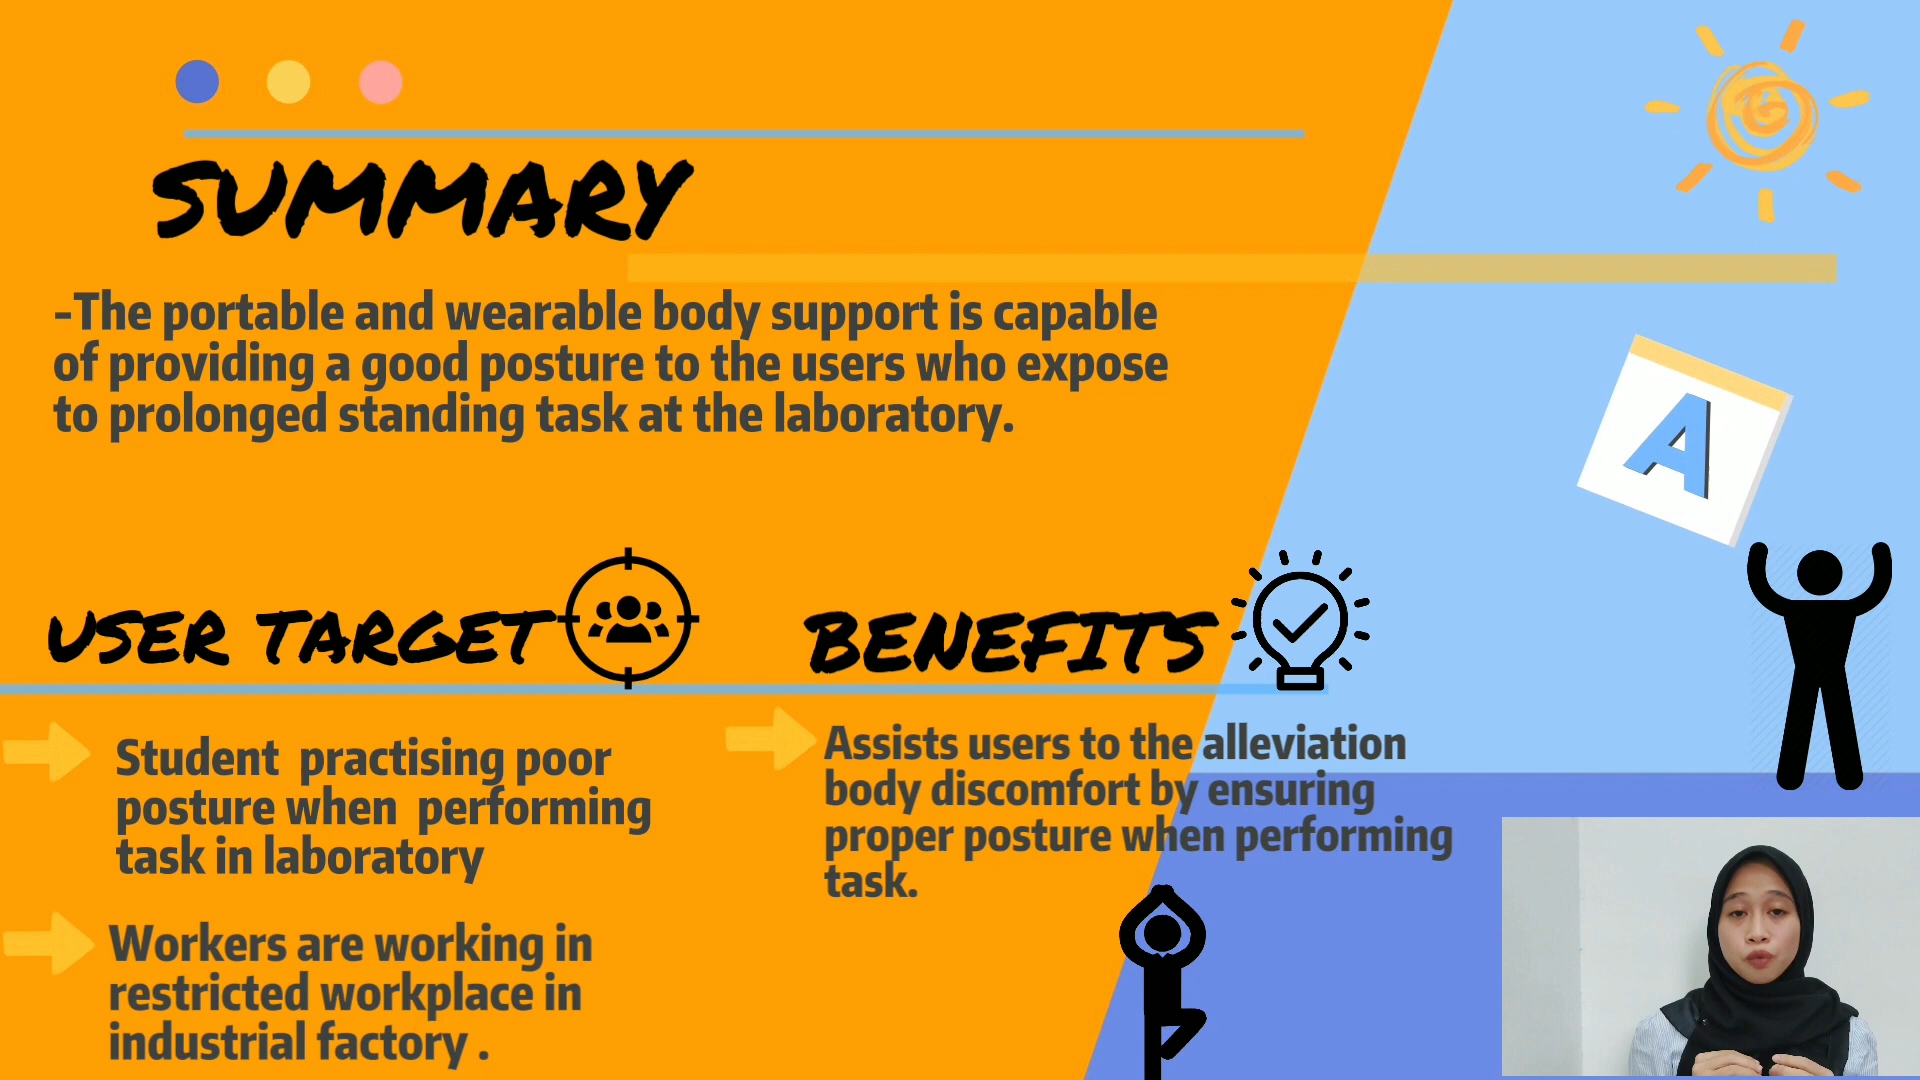 SUMMARY
-The portable and wearable body support is capable
of providing a good posture to the users who expose
to prolonged standing task at the laboratory.
A
USER TARGET
Student practising poor
posture when performing
task in laboratory
Workers are working in
restricted workplace in
industrial factory .
BENEFITS
Assists users to the alleviation
body discomfort by ensuring
proper posture when performing
task.